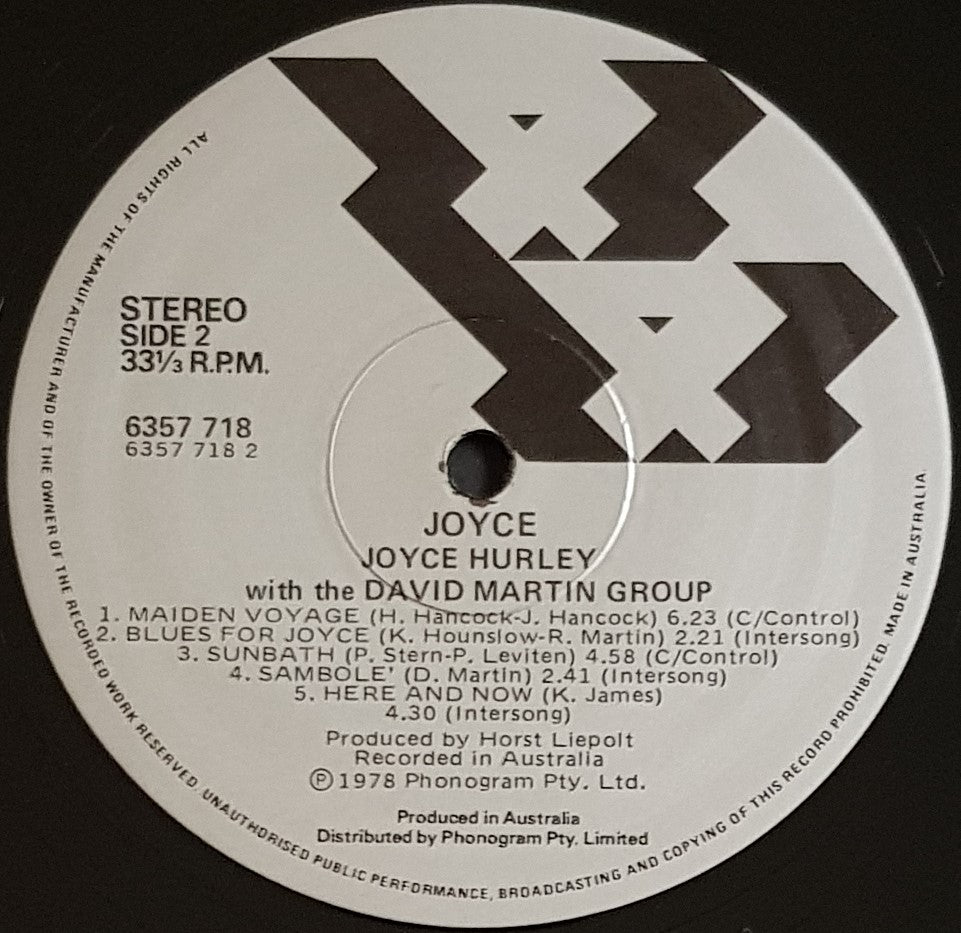 STEREO
SIDE 2
33⅓ R.P.M.
6357 718
6357 718 2
JOYCE
JOYCE HURLEY
with the DAVID MARTIN GROUP
1. MAIDEN VOYAGE (H. Hancock-J. Hancock) 6.23 (C/Control)
2. BLUES FOR JOYCE (K. Hounslow-R. Martin) 2.21 (Intersong)
3. SUNBATH (P. Stern-P. Leviten) 4.58 (C/Control)
4. SAMBOLE' (D. Martin) 2.41 (Intersong)
5. HERE AND NOW (K. James)
4.30 (Intersong)
Produced by Horst Liepolt
Recorded in Australia
Ⓟ 1978 Phonogram Pty. Ltd.
Produced in Australia
Distributed by Phonogram Pty. Limited
ALL RIGHTS OF THE MANUFACTURER AND OF THE OWNER OF THE RECORDED WORK RESERVED. UNAUTHORISED PUBLIC PERFORMANCE, BROADCASTING AND COPYING OF THIS RECORD PROHIBITED. MADE IN AUSTRALIA.